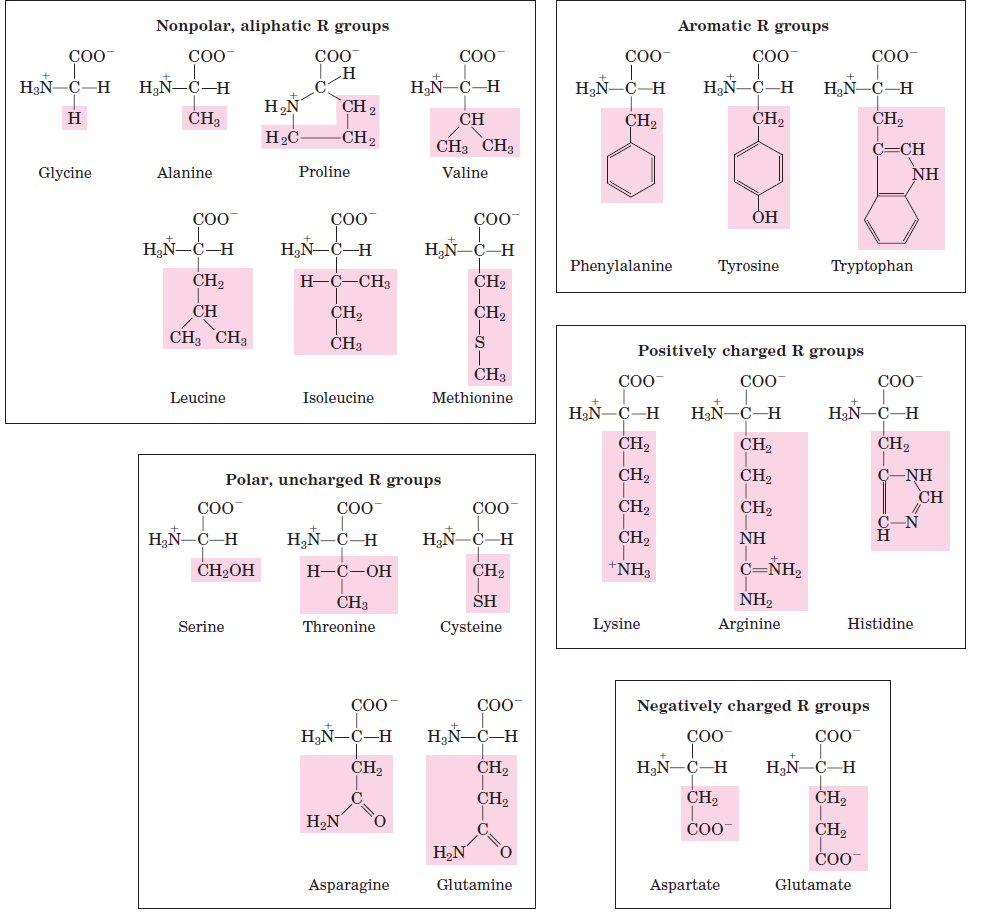 Nonpolar, aliphatic R groups
COO⁻ COO⁻ COO⁻ COO⁻
H₃N⁺—C—H H₃N⁺—C—H H₂N⁺ C H H₃N⁺—C—H
H CH₃ CH₂ CH
H₂C—CH₂ CH₃ CH₃
Glycine Alanine Proline Valine
COO⁻ COO⁻ COO⁻
H₃N⁺—C—H H₃N⁺—C—H H₃N⁺—C—H
CH₂ H—C—CH₃ CH₂
CH CH₂ CH₂
CH₃ CH₃ CH₃ S
CH₃
Leucine Isoleucine Methionine
Aromatic R groups
COO⁻ COO⁻ COO⁻
H₃N⁺—C—H H₃N⁺—C—H H₃N⁺—C—H
CH₂ CH₂ CH₂
C=CH
NH
OH
Phenylalanine Tyrosine Tryptophan
Positively charged R groups
COO⁻ COO⁻ COO⁻
H₃N⁺—C—H H₃N⁺—C—H H₃N⁺—C—H
CH₂ CH₂ CH₂
CH₂ CH₂ C—NH
CH₂ CH₂ CH
CH₂ NH C—N
H
⁺NH₃ C=N⁺H₂
NH₂
Lysine Arginine Histidine
Polar, uncharged R groups
COO⁻ COO⁻ COO⁻
H₃N⁺—C—H H₃N⁺—C—H H₃N⁺—C—H
CH₂OH H—C—OH CH₂
CH₃ SH
Serine Threonine Cysteine
COO⁻ COO⁻
H₃N⁺—C—H H₃N⁺—C—H
CH₂ CH₂
C CH₂
H₂N O C
H₂N O
Asparagine Glutamine
Negatively charged R groups
COO⁻ COO⁻
H₃N⁺—C—H H₃N⁺—C—H
CH₂ CH₂
COO⁻ CH₂
COO⁻
Aspartate Glutamate